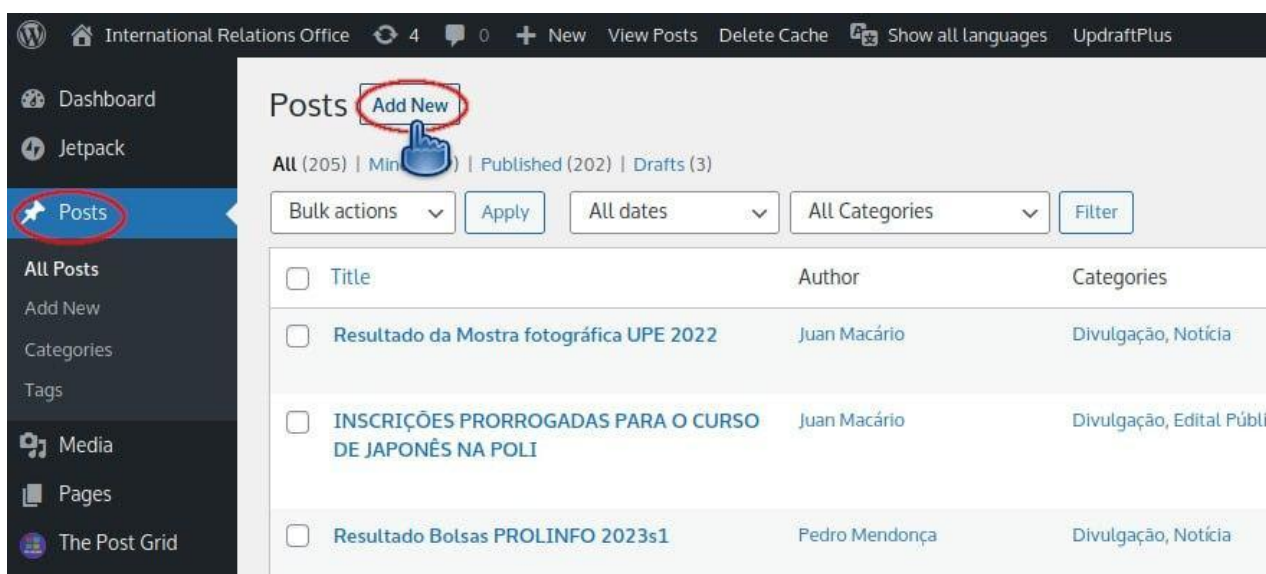 International Relations Office 4 0 + New View Posts Delete Cache Show all languages UpdraftPlus
Dashboard
Jetpack
Posts
All Posts
Add New
Categories
Tags
Media
Pages
The Post Grid
Posts Add New
All (205) | ) | Published (202) | Drafts (3)
Bulk actions Apply All dates All Categories Filter
Title Author Categories
Resultado da Mostra fotográfica UPE 2022 Juan Macário Divulgação, Notícia
INSCRIÇÕES PRORROGADAS PARA O CURSO Juan Macário Divulgação, Edital
DE JAPONÊS NA POLI
Resultado Bolsas PROLINFO 2023s1 Pedro Mendonça Divulgação, Notícia